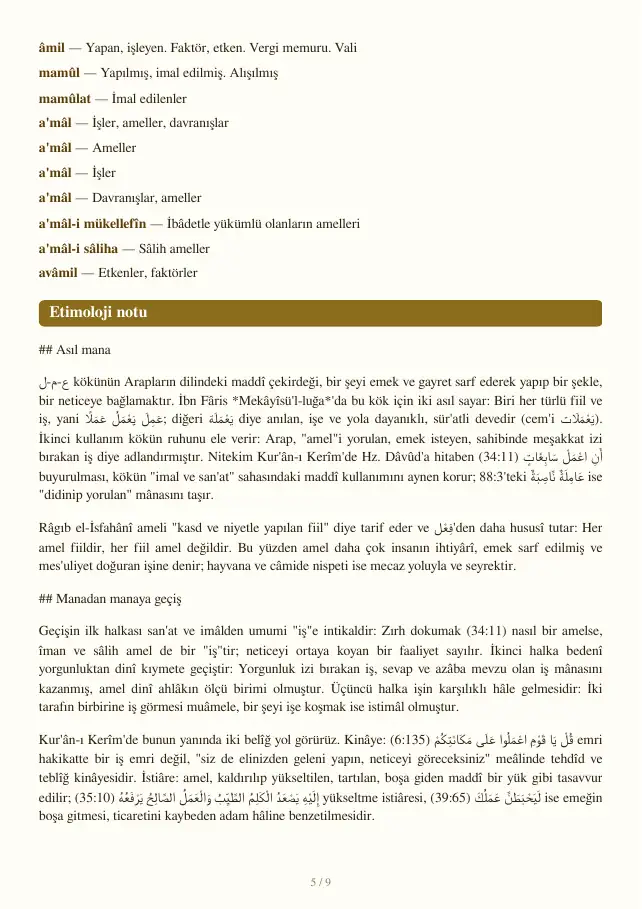 âmil — Yapan, işleyen. Faktör, etken. Vergi memuru. Vali
mamûl — Yapılmış, imal edilmiş. Alışılmış
mamûlat — İmal edilenler
a'mâl — İşler, ameller, davranışlar
a'mâl — Ameller
a'mâl — İşler
a'mâl — Davranışlar, ameller
a'mâl-i mükellefîn — İbâdetle yükümlü olanların amelleri
a'mâl-i sâliha — Sâlih ameller
avâmil — Etkenler, faktörler
Etimoloji notu
## Asıl mana
ع-م-ل kökünün Arapların dilindeki maddî çekirdeği, bir şeyi emek ve gayret sarf ederek yapıp bir şekle,
bir neticeye bağlamaktır. İbn Fâris *Mekâyîsü'l-luğa*'da bu kök için iki asıl sayar: Biri her türlü fiil ve
iş, yani عَمِلَ يَعْمَلُ عَمَلًا; diğeri يَعْمَلَة diye anılan, işe ve yola dayanıklı, sür'atli devedir (cem'i يَعْمَلَات).
İkinci kullanım kökün ruhunu ele verir: Arap, "amel"i yorulan, emek isteyen, sahibinde meşakkat izi
bırakan iş diye adlandırmıştır. Nitekim Kur'ân-ı Kerîm'de Hz. Dâvûd'a hitaben (34:11) أَنِ اعْمَلْ سَابِغَاتٍ
buyurulması, kökün "imal ve san'at" sahasındaki maddî kullanımını aynen korur; 88:3'teki عَامِلَةٌ نَّاصِبَةٌ ise
"didinip yorulan" mânasını taşır.
Râgıb el-İsfahânî ameli "kasd ve niyetle yapılan fiil" diye tarif eder ve فِعْل'den daha hususî tutar: Her
amel fiildir, her fiil amel değildir. Bu yüzden amel daha çok insanın ihtiyârî, emek sarf edilmiş ve
mes'uliyet doğuran işine denir; hayvana ve câmide nispeti ise mecaz yoluyla ve seyrektir.
## Manadan manaya geçiş
Geçişin ilk halkası san'at ve imâlden umumi "iş"e intikaldir: Zırh dokumak (34:11) nasıl bir amelse,
îman ve sâlih amel de bir "iş"tir; neticeyi ortaya koyan bir faaliyet sayılır. İkinci halka bedenî
yorgunluktan dinî kıymete geçiştir: Yorgunluk izi bırakan iş, sevap ve azâba mevzu olan iş mânasını
kazanmış, amel dinî ahlâkın ölçü birimi olmuştur. Üçüncü halka işin karşılıklı hâle gelmesidir: İki
tarafın birbirine iş görmesi muâmele, bir şeyi işe koşmak ise istimâl olmuştur.
Kur'ân-ı Kerîm'de bunun yanında iki belîğ yol görürüz. Kinâye: (6:135) قُلْ يَا قَوْمِ اعْمَلُوا عَلَى مَكَانَتِكُمْ emri
hakikatte bir iş emri değil, "siz de elinizden geleni yapın, neticeyi göreceksiniz" meâlinde tehdîd ve
teblîğ kinâyesidir. İstiâre: amel, kaldırılıp yükseltilen, tartılan, boşa giden maddî bir yük gibi tasavvur
edilir; (35:10) إِلَيْهِ يَصْعَدُ الْكَلِمُ الطَّيِّبُ وَالْعَمَلُ الصَّالِحُ يَرْفَعُهُ yükseltme istiâresi, (39:65) لَيَحْبَطَنَّ عَمَلُكَ ise emeğin
boşa gitmesi, ticaretini kaybeden adam hâline benzetilmesidir.
5 / 9